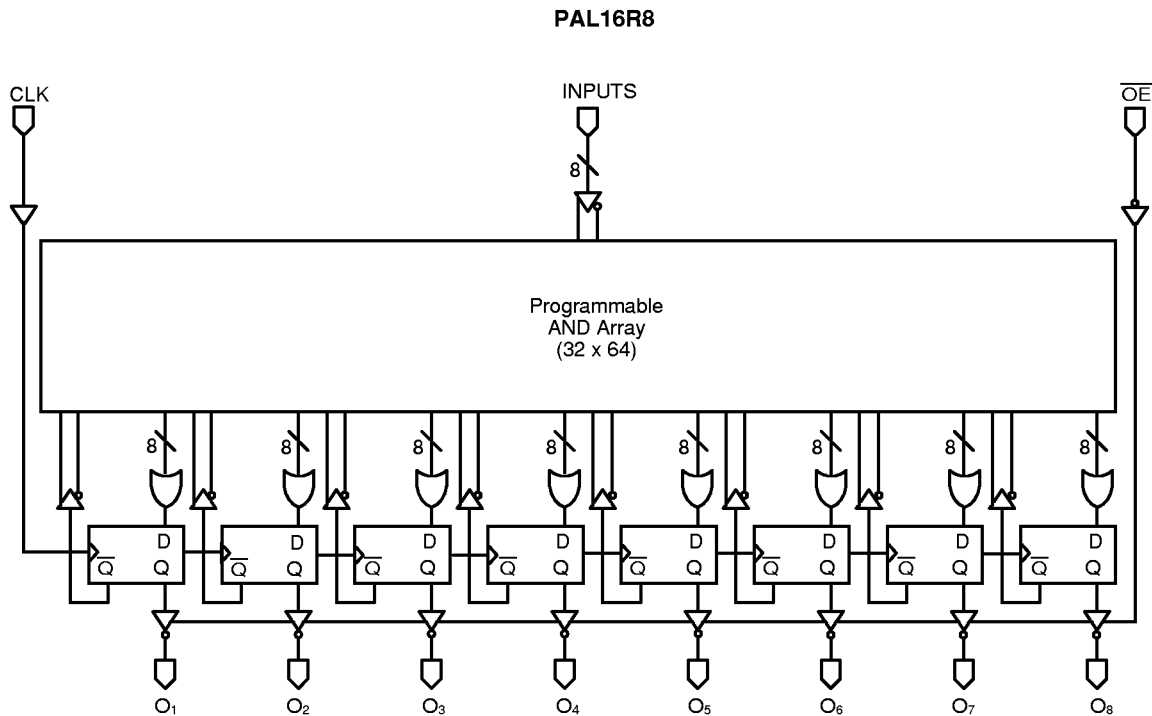 PAL16R8
CLK INPUTS O̅E̅
8
Programmable
AND Array
(32 x 64)
8 8 8 8 8 8 8 8
D D D D D D D D
Q̅ Q Q̅ Q Q̅ Q Q̅ Q Q̅ Q Q̅ Q Q̅ Q Q̅ Q
O₁ O₂ O₃ O₄ O₅ O₆ O₇ O₈